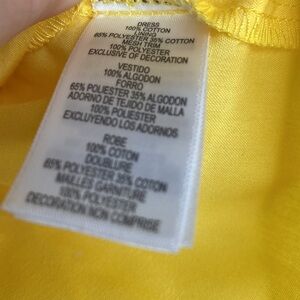 DRESS
100% COTTON
LINING
65% POLYESTER 35% COTTON
MESH TRIM
100% POLYESTER
EXCLUSIVE OF DECORATION
VESTIDO
100% ALGODON
FORRO
65% POLIESTER 35% ALGODON
ADORNO DE TEJIDO DE MALLA
100% POLIESTER
EXCLUYENDO LOS ADORNOS
ROBE
100% COTON
DOUBLURE
65% POLYESTER 35% COTON
MAILLES GARNITURE
100% POLYESTER
DECORATION NON COMPRISE